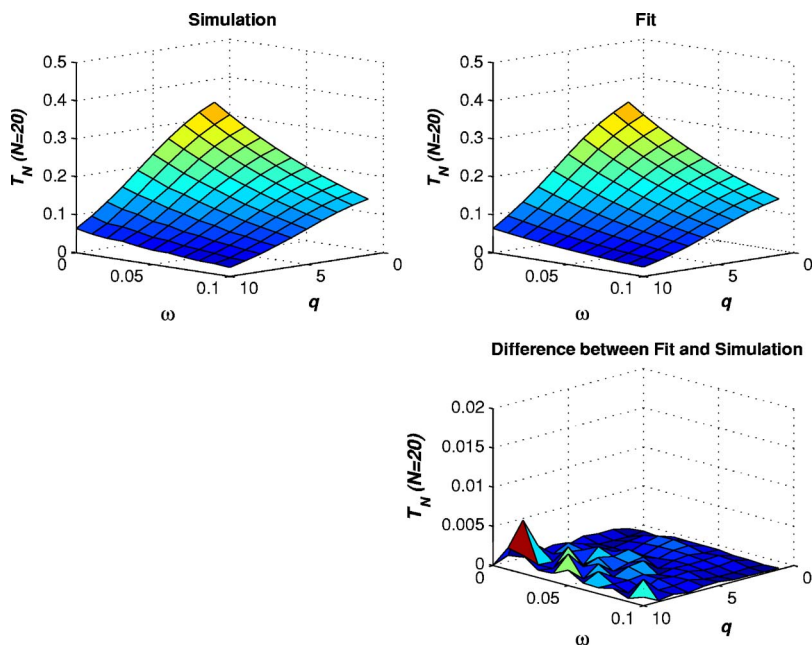 Simulation
0.5
0.4
0.3
0.2
0.1
0
T_N (N=20)
0
0.05
0.1
ω
10
5
0
q
Fit
0.5
0.4
0.3
0.2
0.1
0
T_N (N=20)
0
0.05
0.1
ω
10
5
0
q
Difference between Fit and Simulation
0.02
0.015
0.01
0.005
0
T_N (N=20)
0
0.05
0.1
ω
10
5
0
q